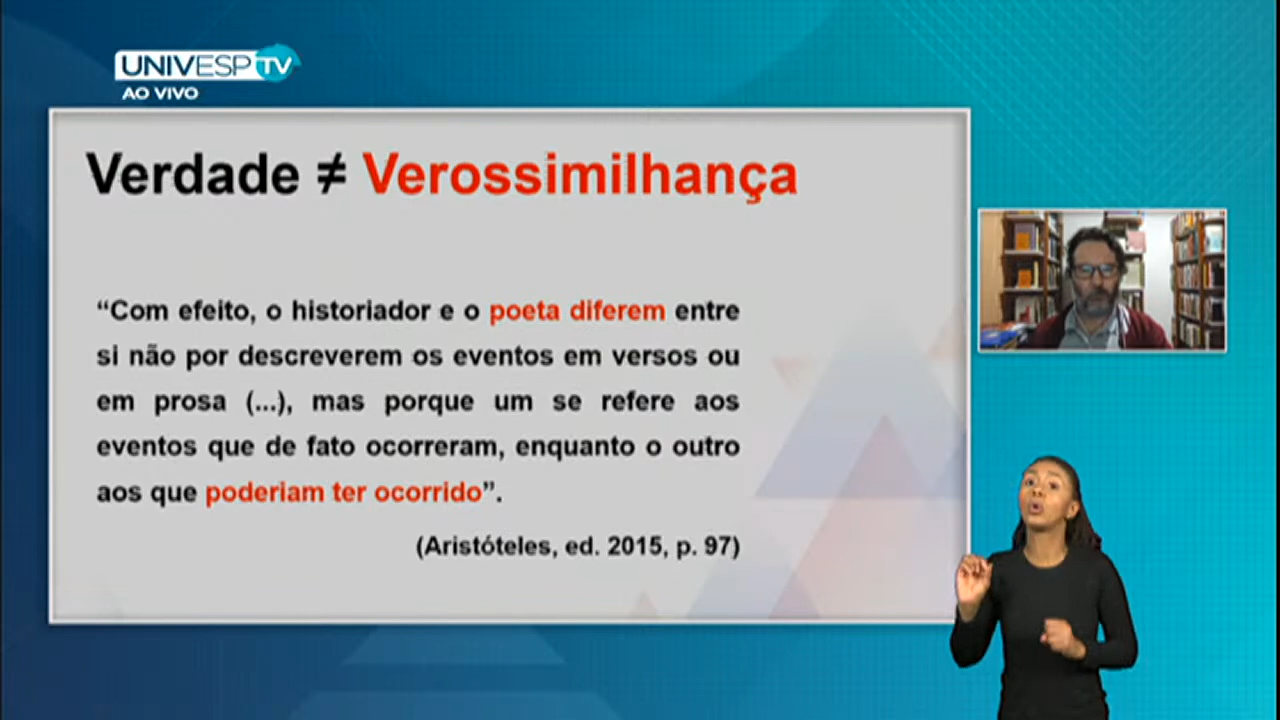 UNIVESP TV
AO VIVO
Verdade ≠ Verossimilhança
“Com efeito, o historiador e o poeta diferem entre
si não por descreverem os eventos em versos ou
em prosa (...), mas porque um se refere aos
eventos que de fato ocorreram, enquanto o outro
aos que poderiam ter ocorrido”.
(Aristóteles, ed. 2015, p. 97)